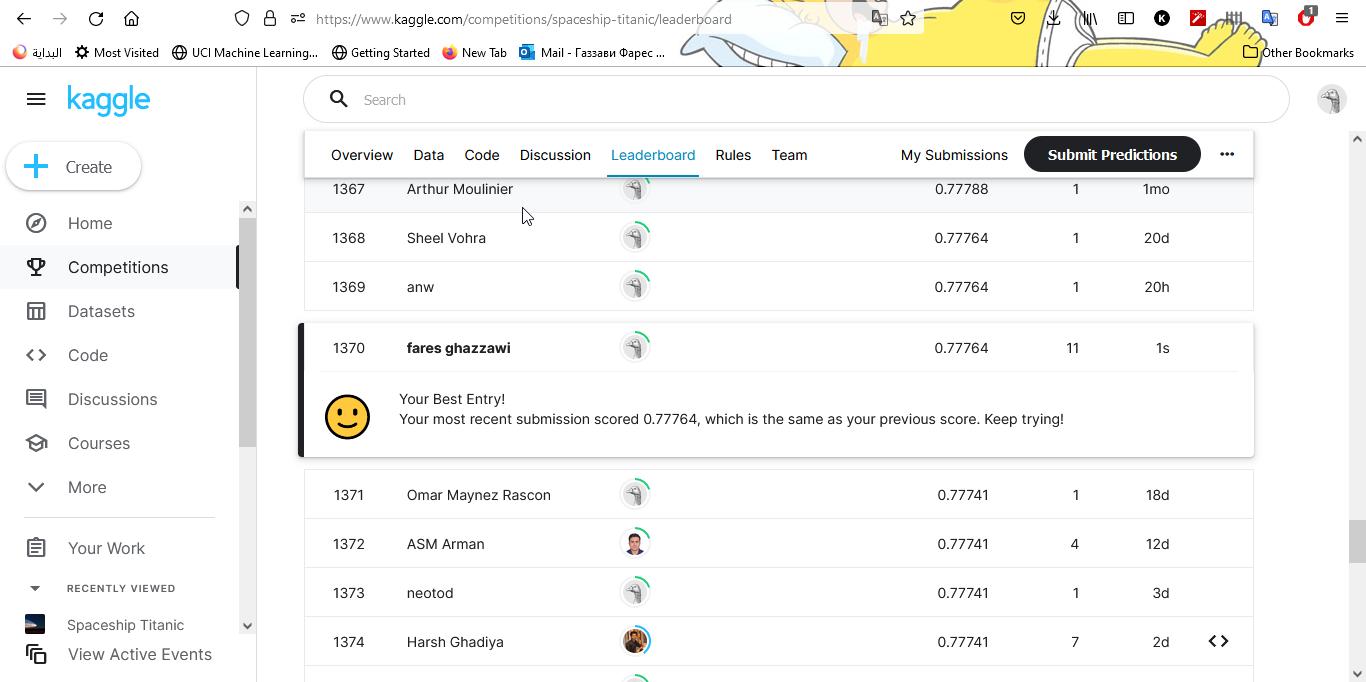 https://www.kaggle.com/competitions/spaceship-titanic/leaderboard
1
البداية
Most Visited
UCI Machine Learning...
Getting Started
New Tab
Mail - Газзави Фарес ...
Other Bookmarks
kaggle
Search
Create
Home
Competitions
Datasets
Code
Discussions
Courses
More
Your Work
RECENTLY VIEWED
Spaceship Titanic
View Active Events
Overview Data Code Discussion Leaderboard Rules Team My Submissions Submit Predictions
1367 Arthur Moulinier 0.77788 1 1mo
1368 Sheel Vohra 0.77764 1 20d
1369 anw 0.77764 1 20h
1370 fares ghazzawi 0.77764 11 1s
Your Best Entry!
Your most recent submission scored 0.77764, which is the same as your previous score. Keep trying!
1371 Omar Maynez Rascon 0.77741 1 18d
1372 ASM Arman 0.77741 4 12d
1373 neotod 0.77741 1 3d
1374 Harsh Ghadiya 0.77741 7 2d